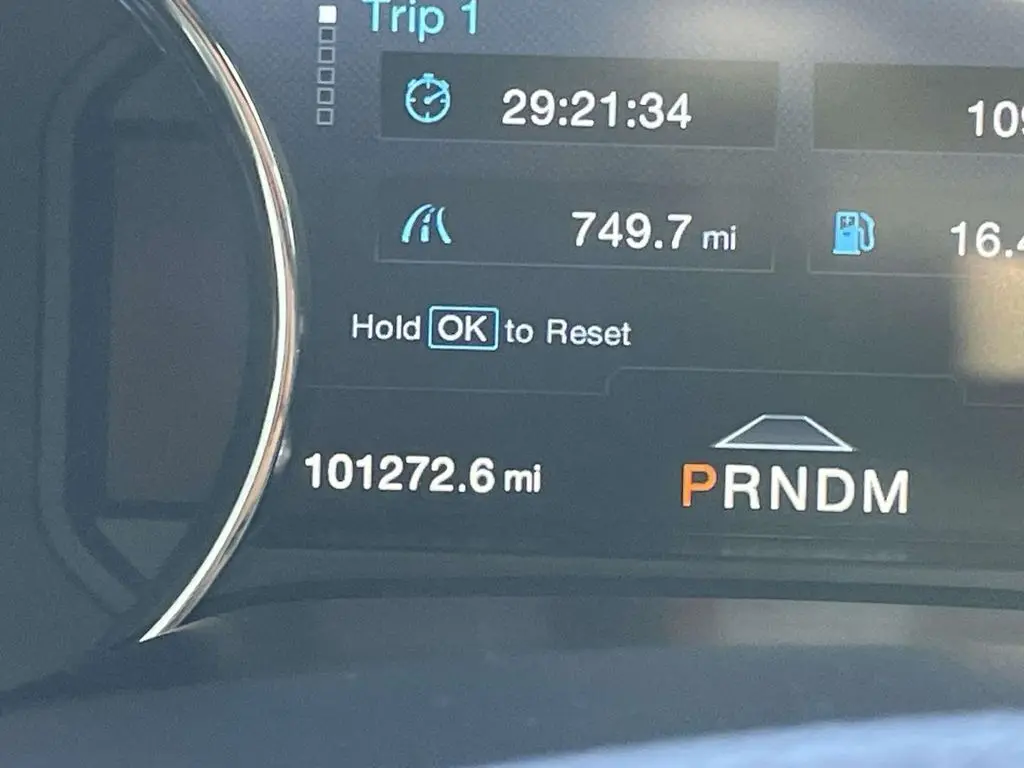 Trip 1
29:21:34
749.7 mi
Hold OK to Reset
101272.6 mi
PRNDM